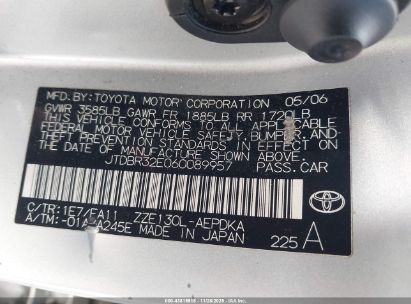 MFD. BY: TOYOTA MOTOR CORPORATION 05/06
GVWR 3585LB GAWR FR 1885LB RR 1720LB
THIS VEHICLE CONFORMS TO ALL APPLICABLE
FEDERAL MOTOR VEHICLE SAFETY, BUMPER, AND
THEFT PREVENTION STANDARDS IN EFFECT ON
THE DATE OF MANUFACTURE SHOWN ABOVE.
JTDBR32E060089957 PASS. CAR
C/TR: 1E7/FA11 ZZE130L-AEPDKA
A/TM: A245E MADE IN JAPAN
TOYOTA
225 A